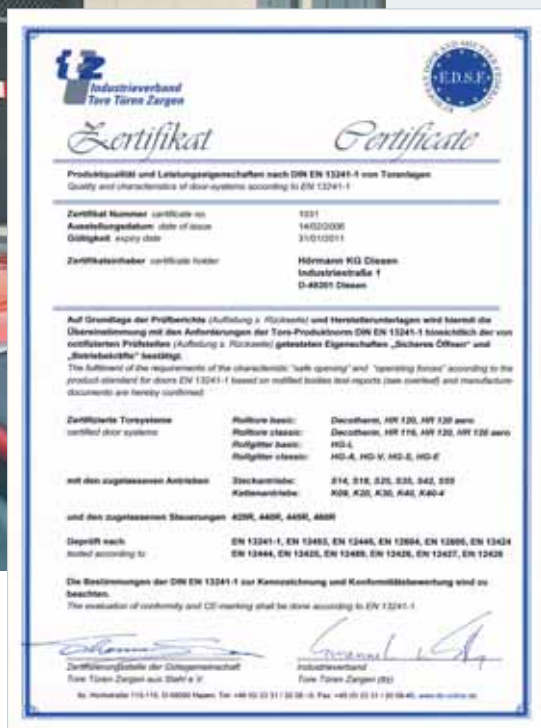 Industrieverband
Tore Türen Zargen
E.D.S.F.
Zertifikat Certificate
Produktqualität und Leistungseigenschaften nach DIN EN 13241-1 von Toranlagen
Quality and characteristics of door-systems according to EN 13241-1
Zertifikat Nummer certificate no. 1031
Ausstellungsdatum date of issue 14/02/2006
Gültigkeit expiry date 31/01/2011
Zertifikatsinhaber certificate holder Hörmann KG Dissen
Industriestraße 1
Dissen
Auf Grundlage der Prüfberichts (Auflistung s. Rückseite) und Herstellerunterlagen wird hiermit die
Übereinstimmung mit den Anforderungen der Tore-Produktnorm DIN EN 13241-1 hinsichtlich der von
notifizierten Prüfstellen (Auflistung s. Rückseite) getesteten Eigenschaften „Sicheres Öffnen“ und
„Betriebskräfte“ bestätigt.
The fulfilment of the requirements of the characteristic "safe opening" and "operating forces" according to the
product-standard for doors EN 13241-1 based on notified bodies test-reports (see overleaf) and manufacture
documents are hereby confirmed.
Zertifizierte Torsysteme Rolltore basic: Decotherm, HR 120, HR 120 aero
certified door systems Rolltore classic: Decotherm, HR 116, HR 120, HR 120 aero
Rollgitter basic: HG-L
Rollgitter classic: HG-A, HG-V, HG-S, HG-E
mit den zugelassenen Antrieben Steckantriebe: S14, S18, S25, S35, S42, S55
Kettenantriebe: K09, K20, K30, K40, K40-4
und den zugelassenen Steuerungen 420R, 440R, 445R, 460R
Geprüft nach EN 13241-1, EN 12453, EN 12445, EN 12604, EN 12605, EN 12424
tested according to EN 12444, EN 12425, EN 12489, EN 12426, EN 12427, EN 12428
Die Bestimmungen der DIN EN 13241-1 zur Kennzeichnung und Konformitätsbewertung sind zu
beachten.
The evaluation of conformity and CE-marking shall be done according to EN 13241-1
Zertifizierungsstelle der Gütegemeinschaft Industrieverband
Tore Türen Zargen aus Stahl e.V. Tore Türen Zargen (ttz)